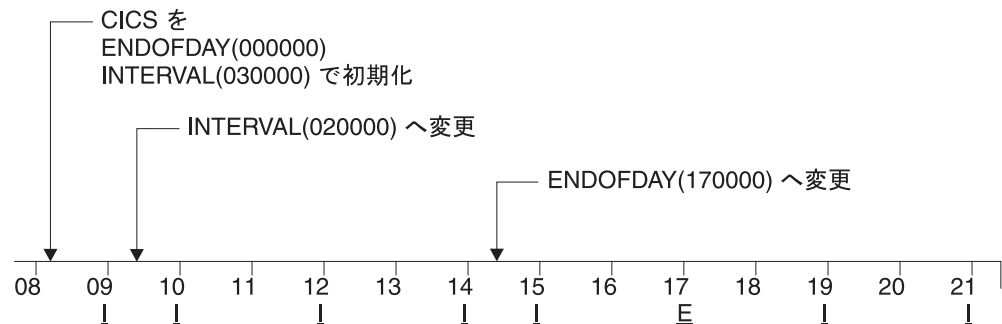 CICS を
ENDOFDAY(000000)
INTERVAL(030000) で初期化
INTERVAL(020000) へ変更
ENDOFDAY(170000) へ変更
08 09 10 11 12 13 14 15 16 17 18 19 20 21
I I I I I E I I